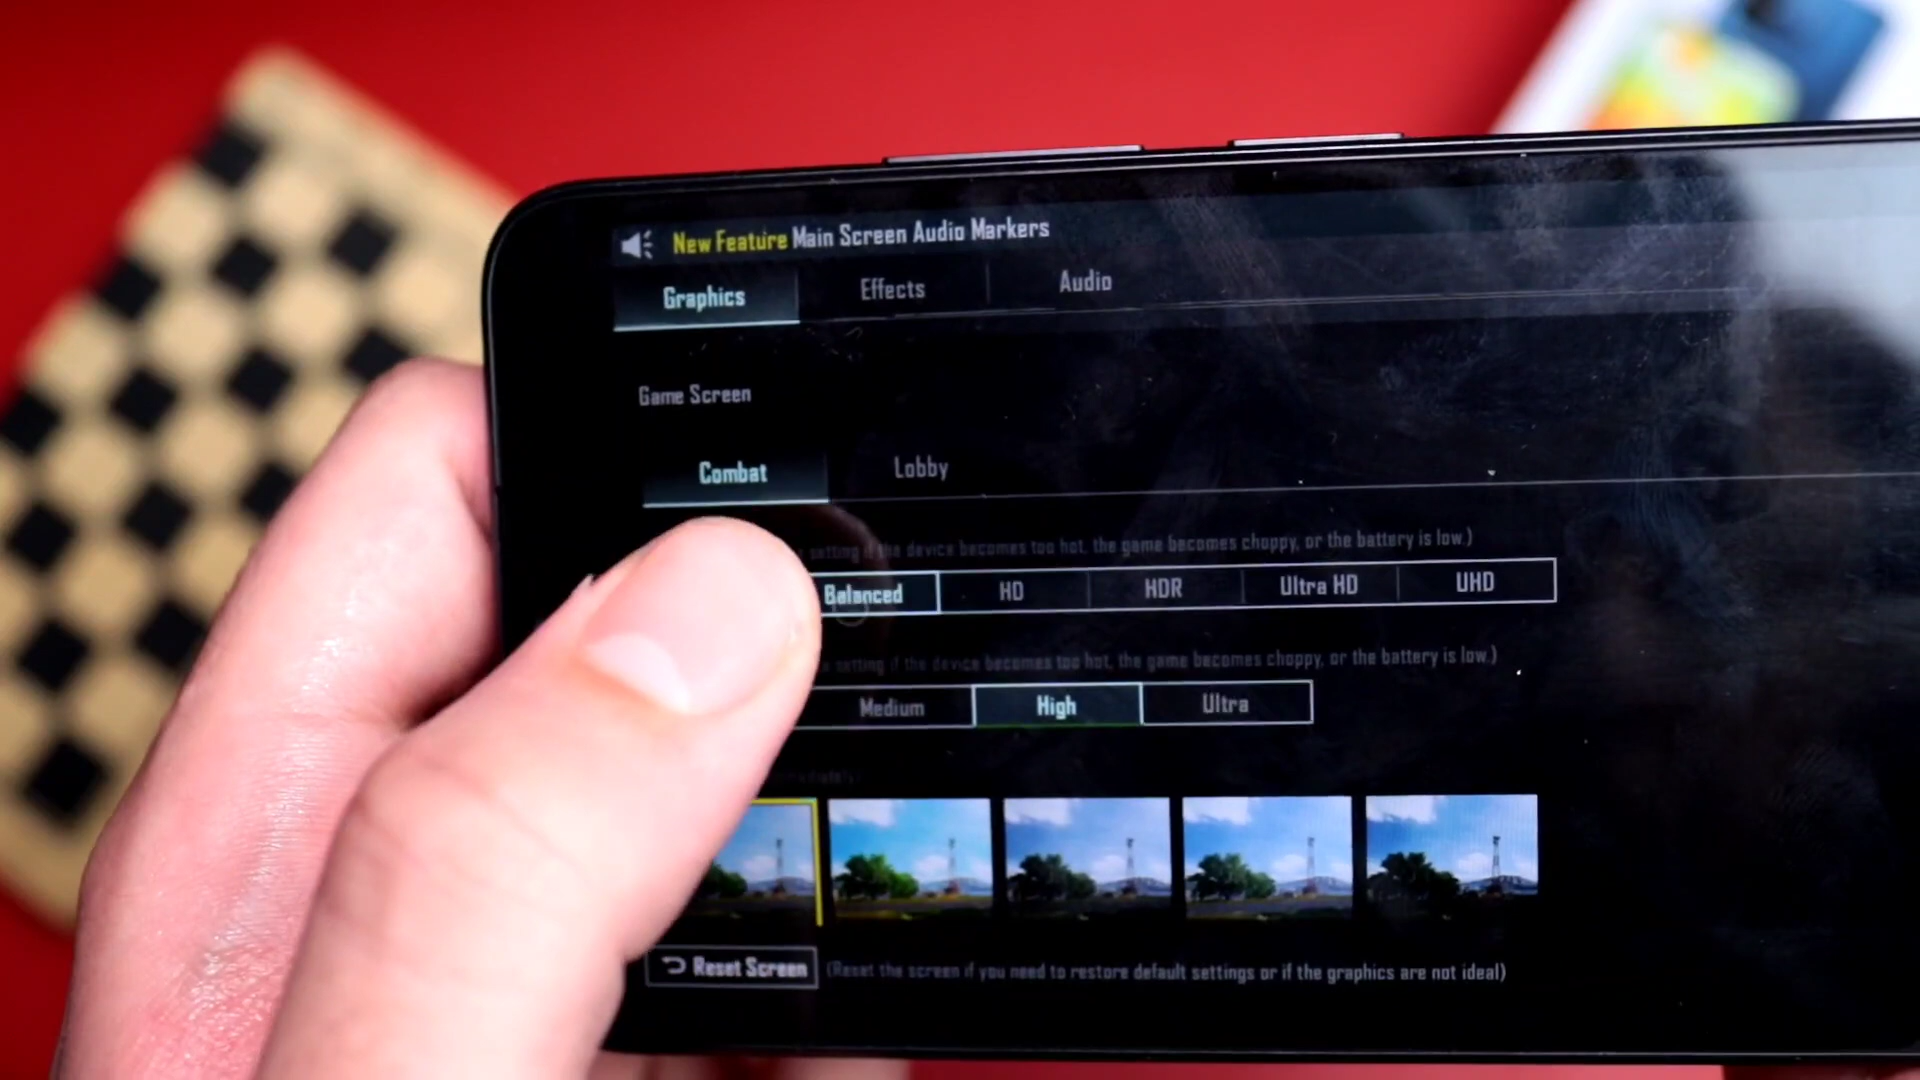 New Feature Main Screen Audio Markers
Graphics Effects Audio
Game Screen
Combat Lobby
setting if the device becomes too hot, the game becomes choppy, or the battery is low.)
Balanced HD HDR Ultra HD UHD
setting if the device becomes too hot, the game becomes choppy, or the battery is low.)
Medium High Ultra
Reset Screen (Reset the screen if you need to restore default settings or if the graphics are not ideal)